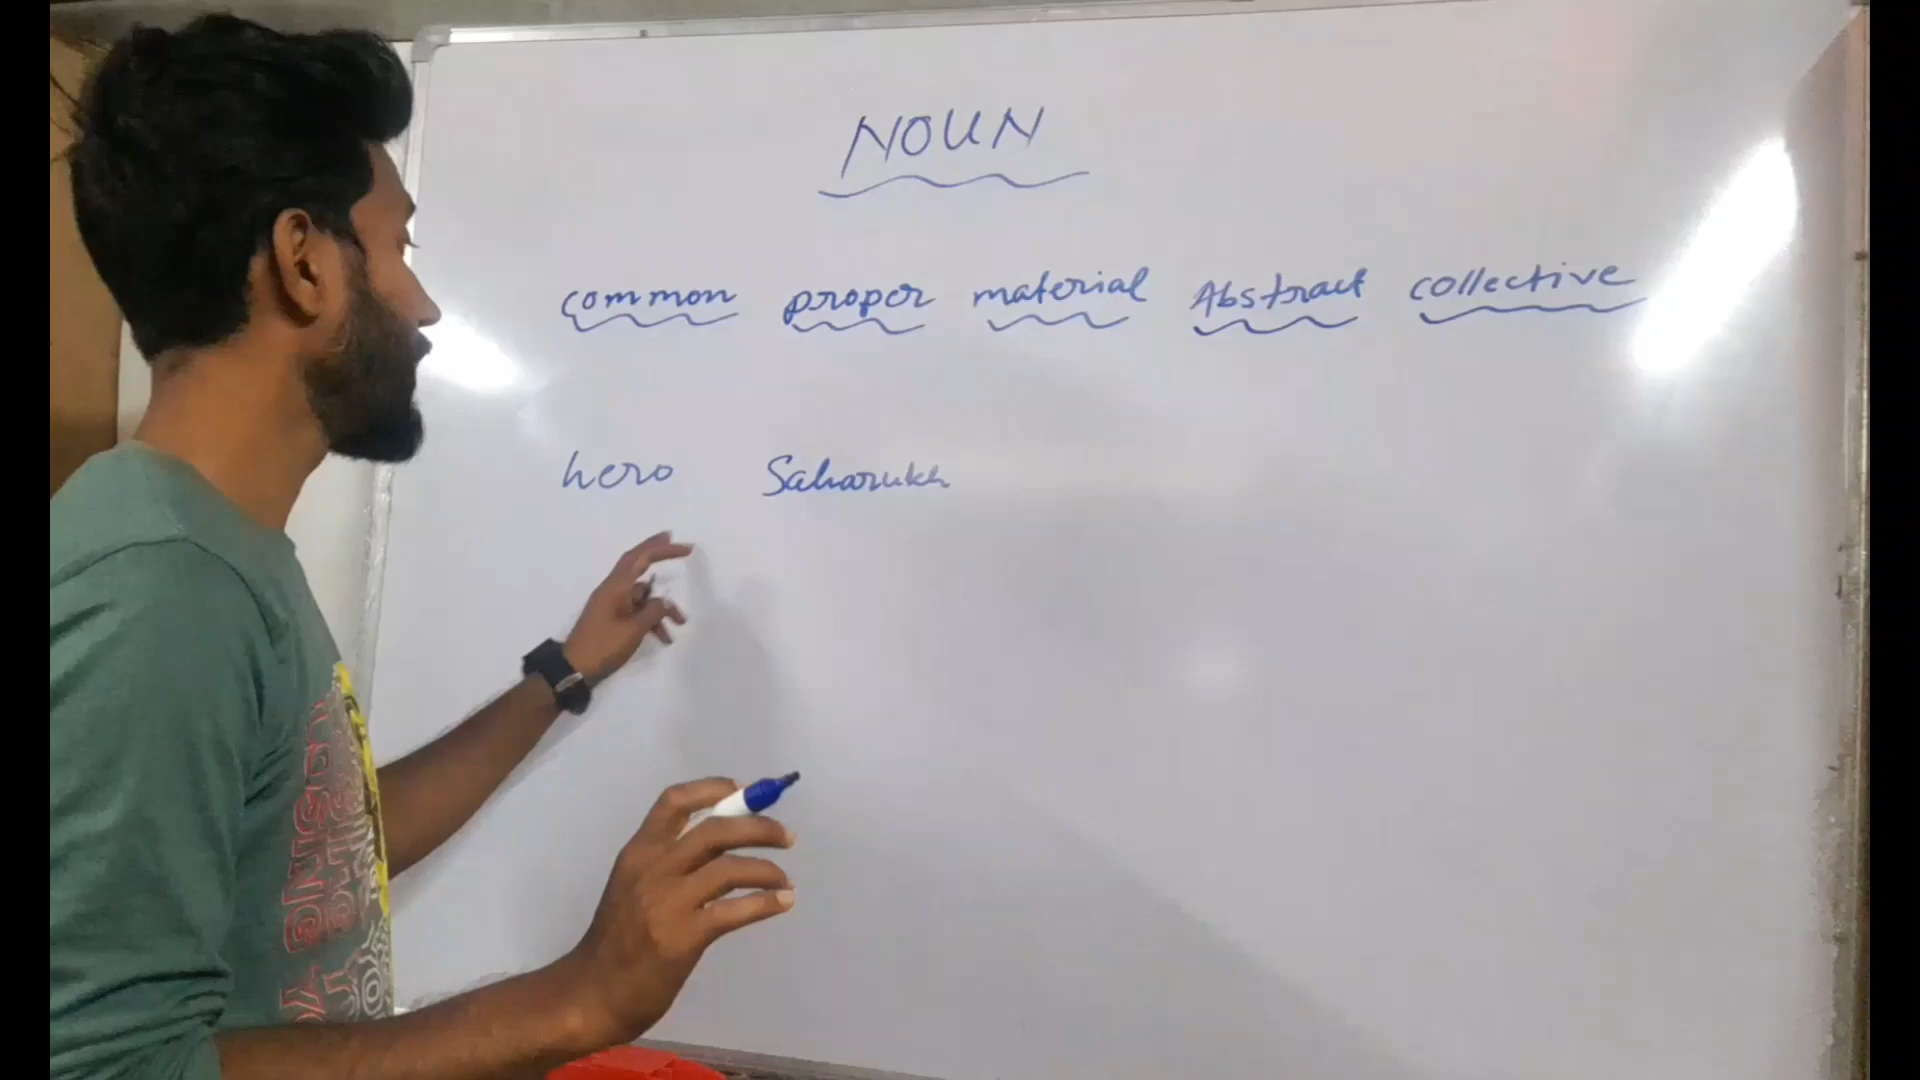 NOUN
common proper material Abstract collective
hero Saharukh